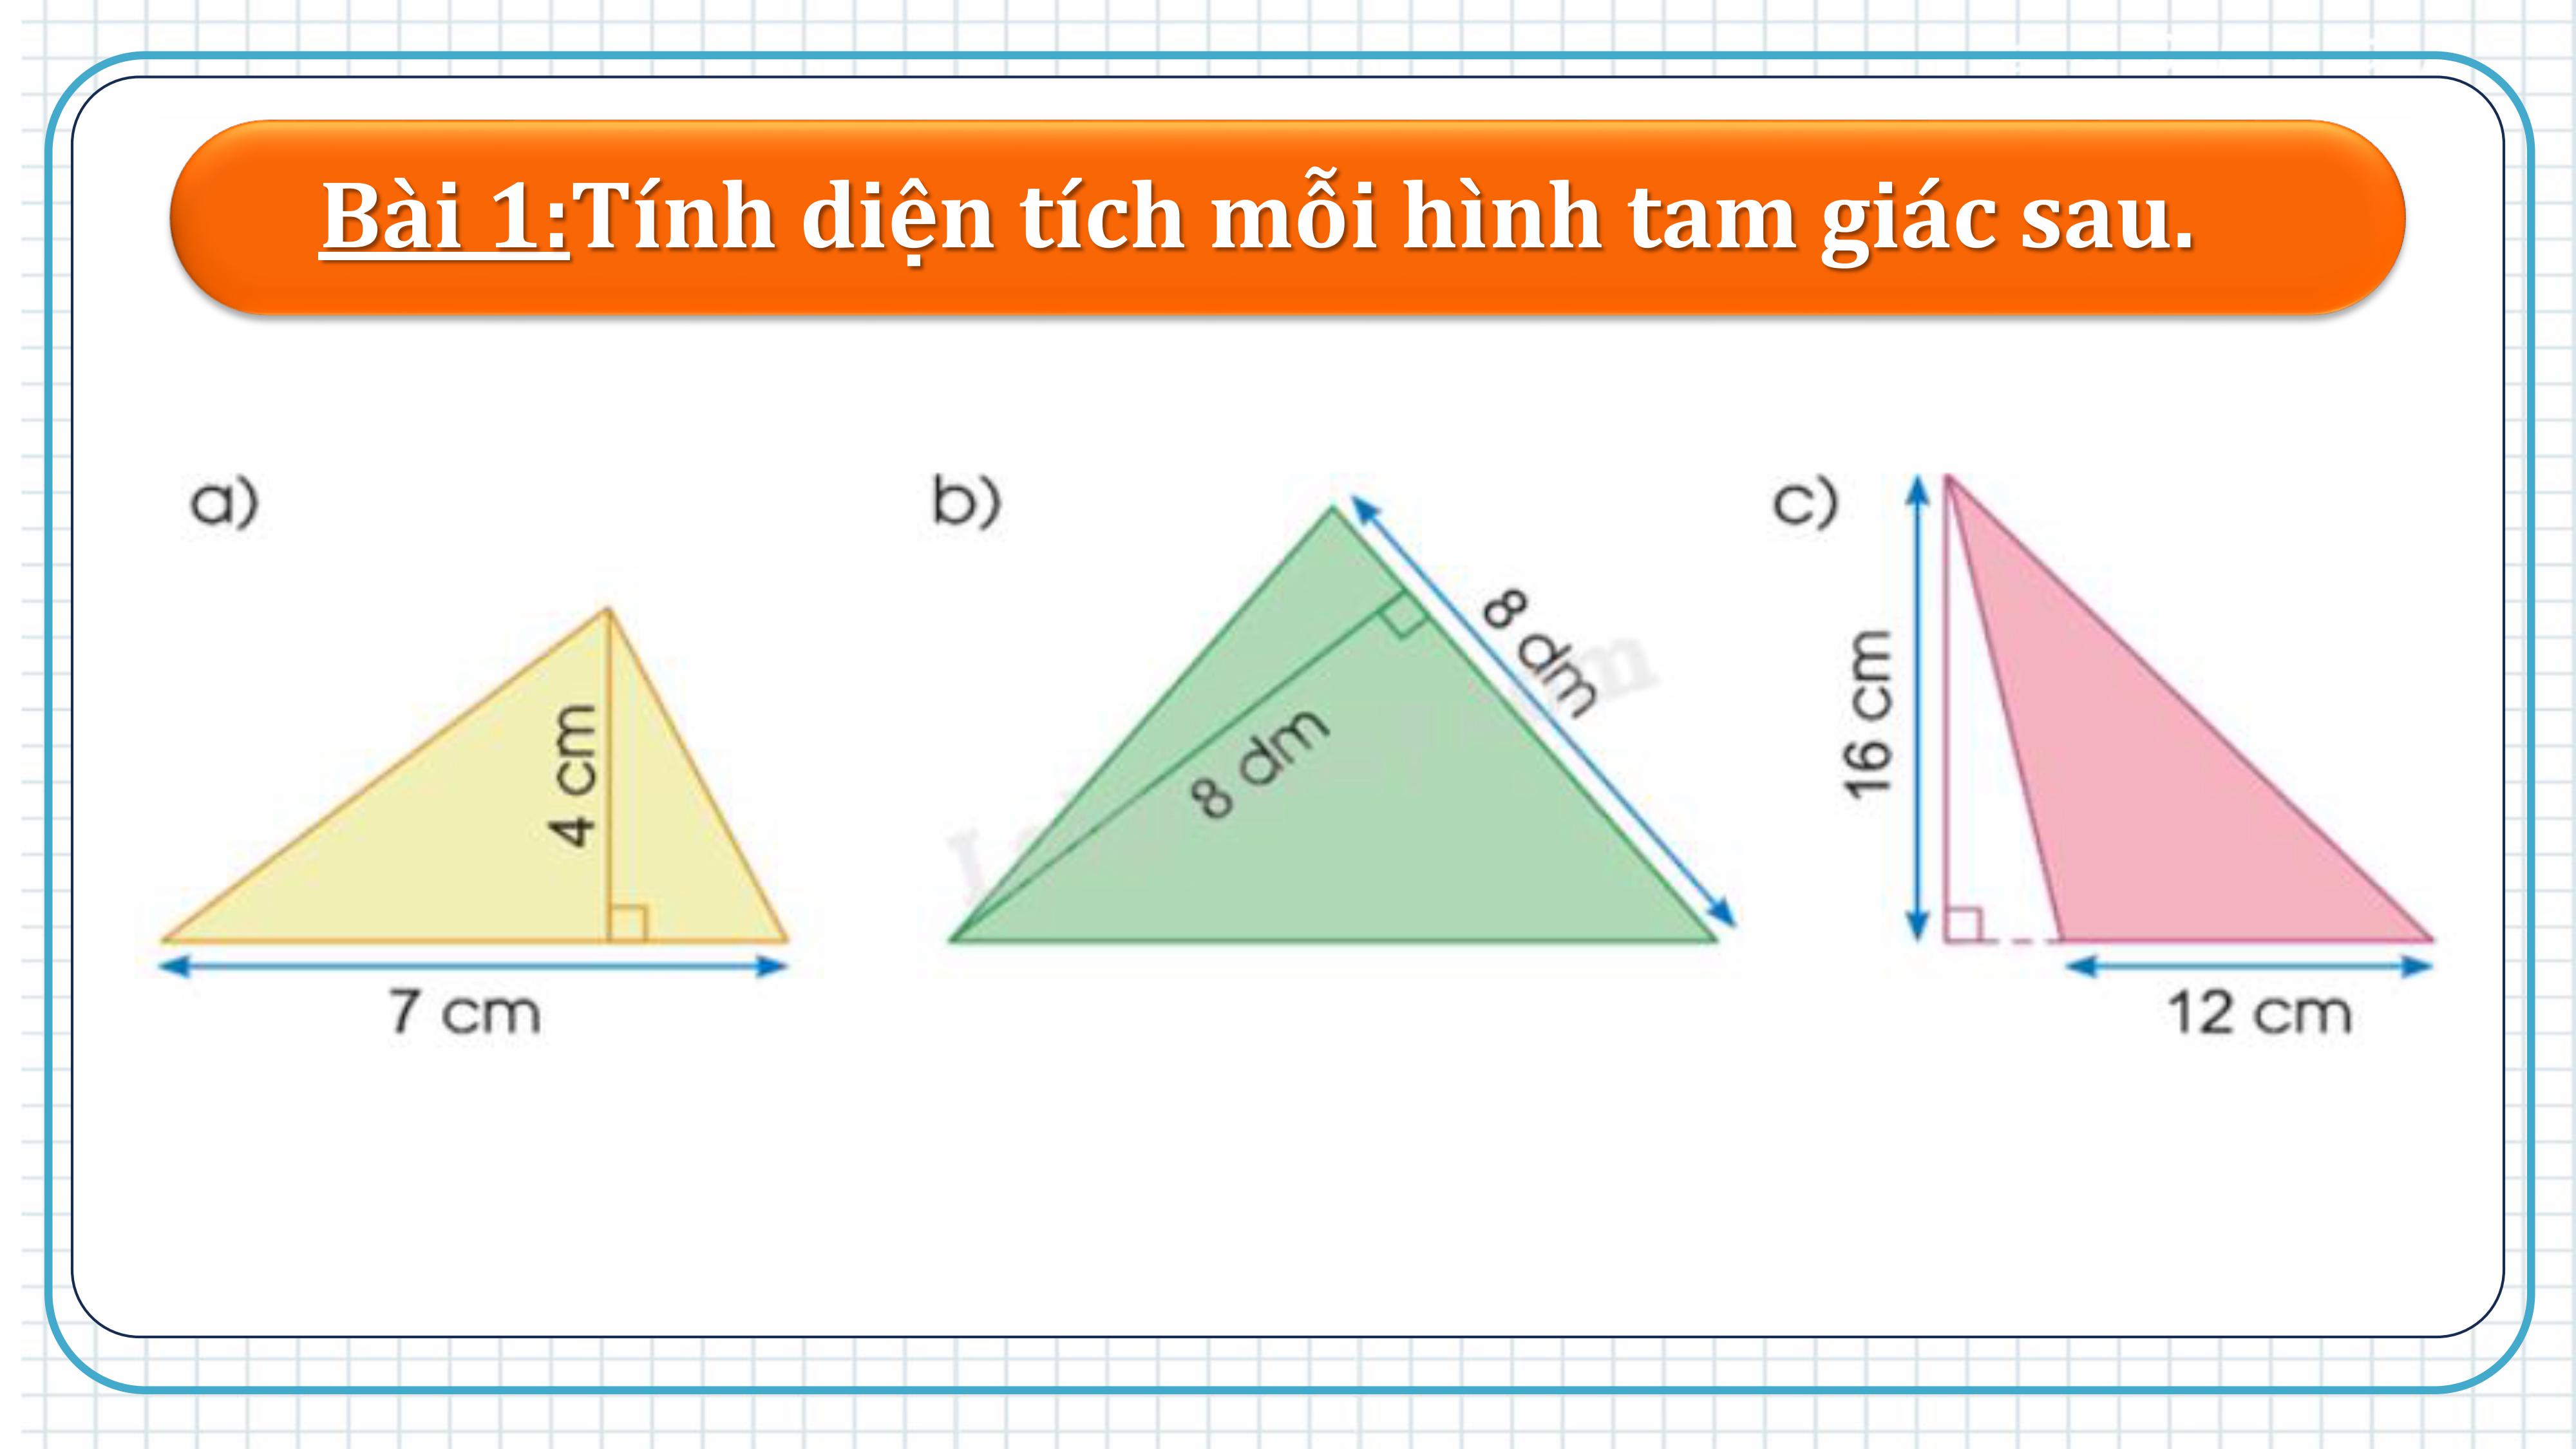 Bài 1:Tính diện tích mỗi hình tam giác sau.
a)
4 cm
7 cm
b)
8 dm
8 dm
c)
16 cm
12 cm